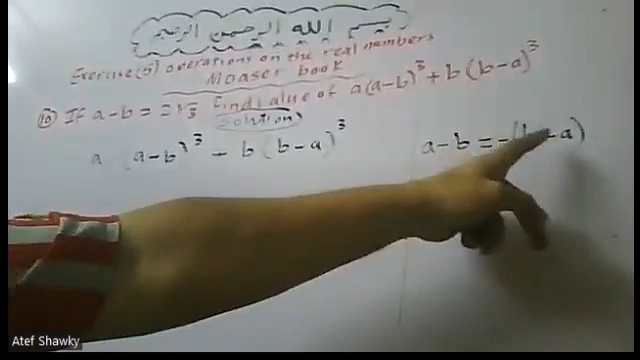 بسم الله الرحمن الرحيم
Exercise (5) operations on the real numbers
Moaser book
10 If a-b = =√3 find value of a(a-b)³ + b(b-a)³
Solution
a (a-b)³ - b (b-a)³
a-b = -(b-a)
Atef Shawky